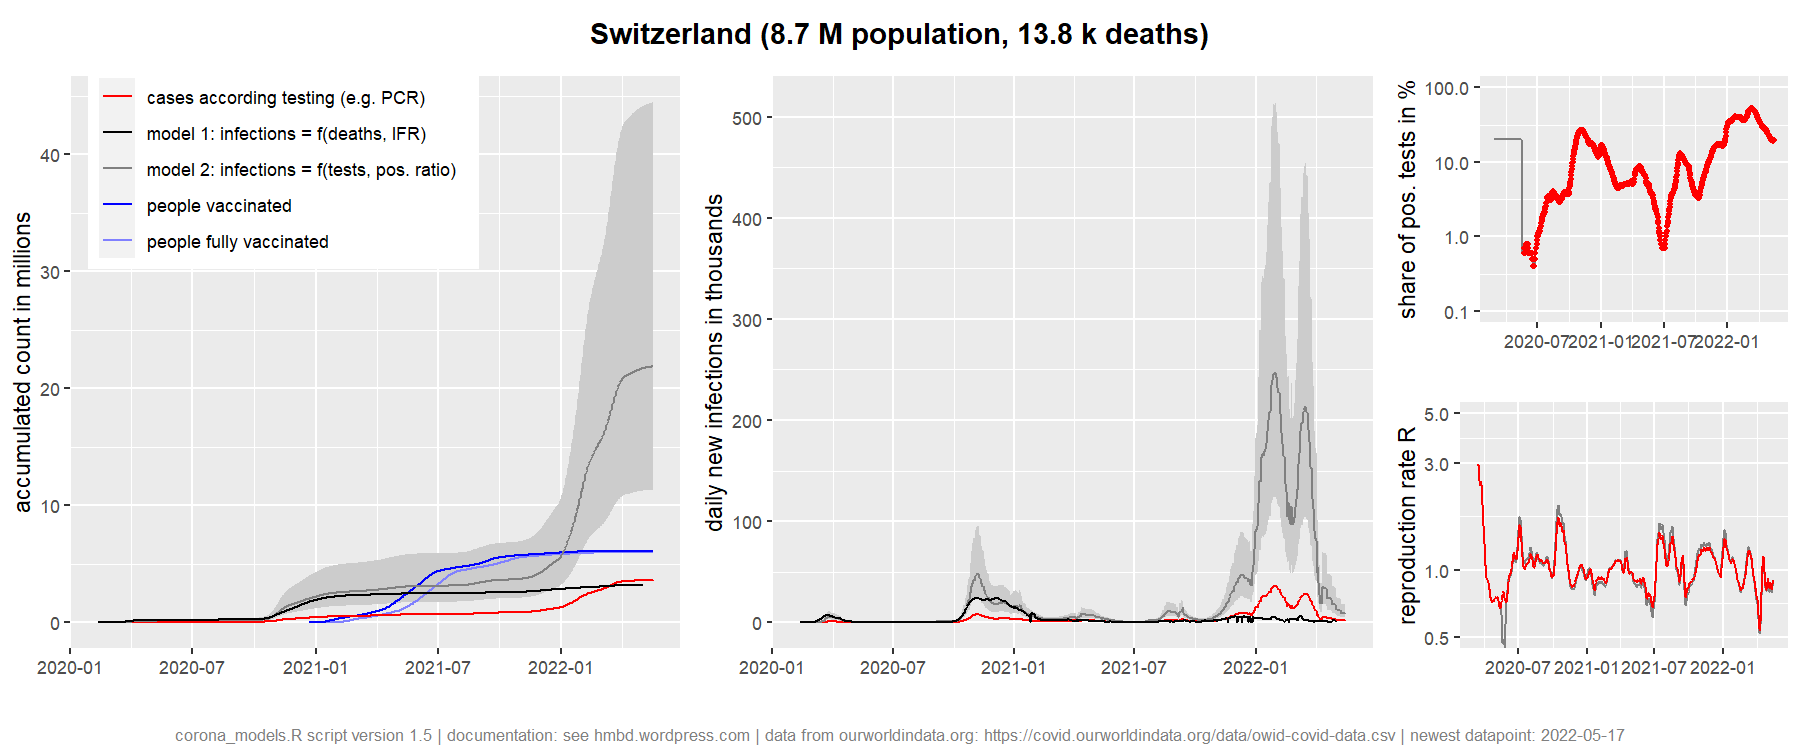 Switzerland (8.7 M population, 13.8 k deaths)
accumulated count in millions
40
30
20
10
0
2020-01 2020-07 2021-01 2021-07 2022-01
cases according testing (e.g. PCR)
model 1: infections = f(deaths, IFR)
model 2: infections = f(tests, pos. ratio)
people vaccinated
people fully vaccinated
daily new infections in thousands
500
400
300
200
100
0
2020-01 2020-07 2021-01 2021-07 2022-01
share of pos. tests in %
100.0
10.0
1.0
0.1
2020-07 2021-01 2021-07 2022-01
reproduction rate R
5.0
3.0
1.0
0.5
2020-07 2021-01 2021-07 2022-01
corona_models.R script version 1.5 | documentation: see hmbd.wordpress.com | data from ourworldindata.org: https://covid.ourworldindata.org/data/owid-covid-data.csv | newest datapoint: 2022-05-17